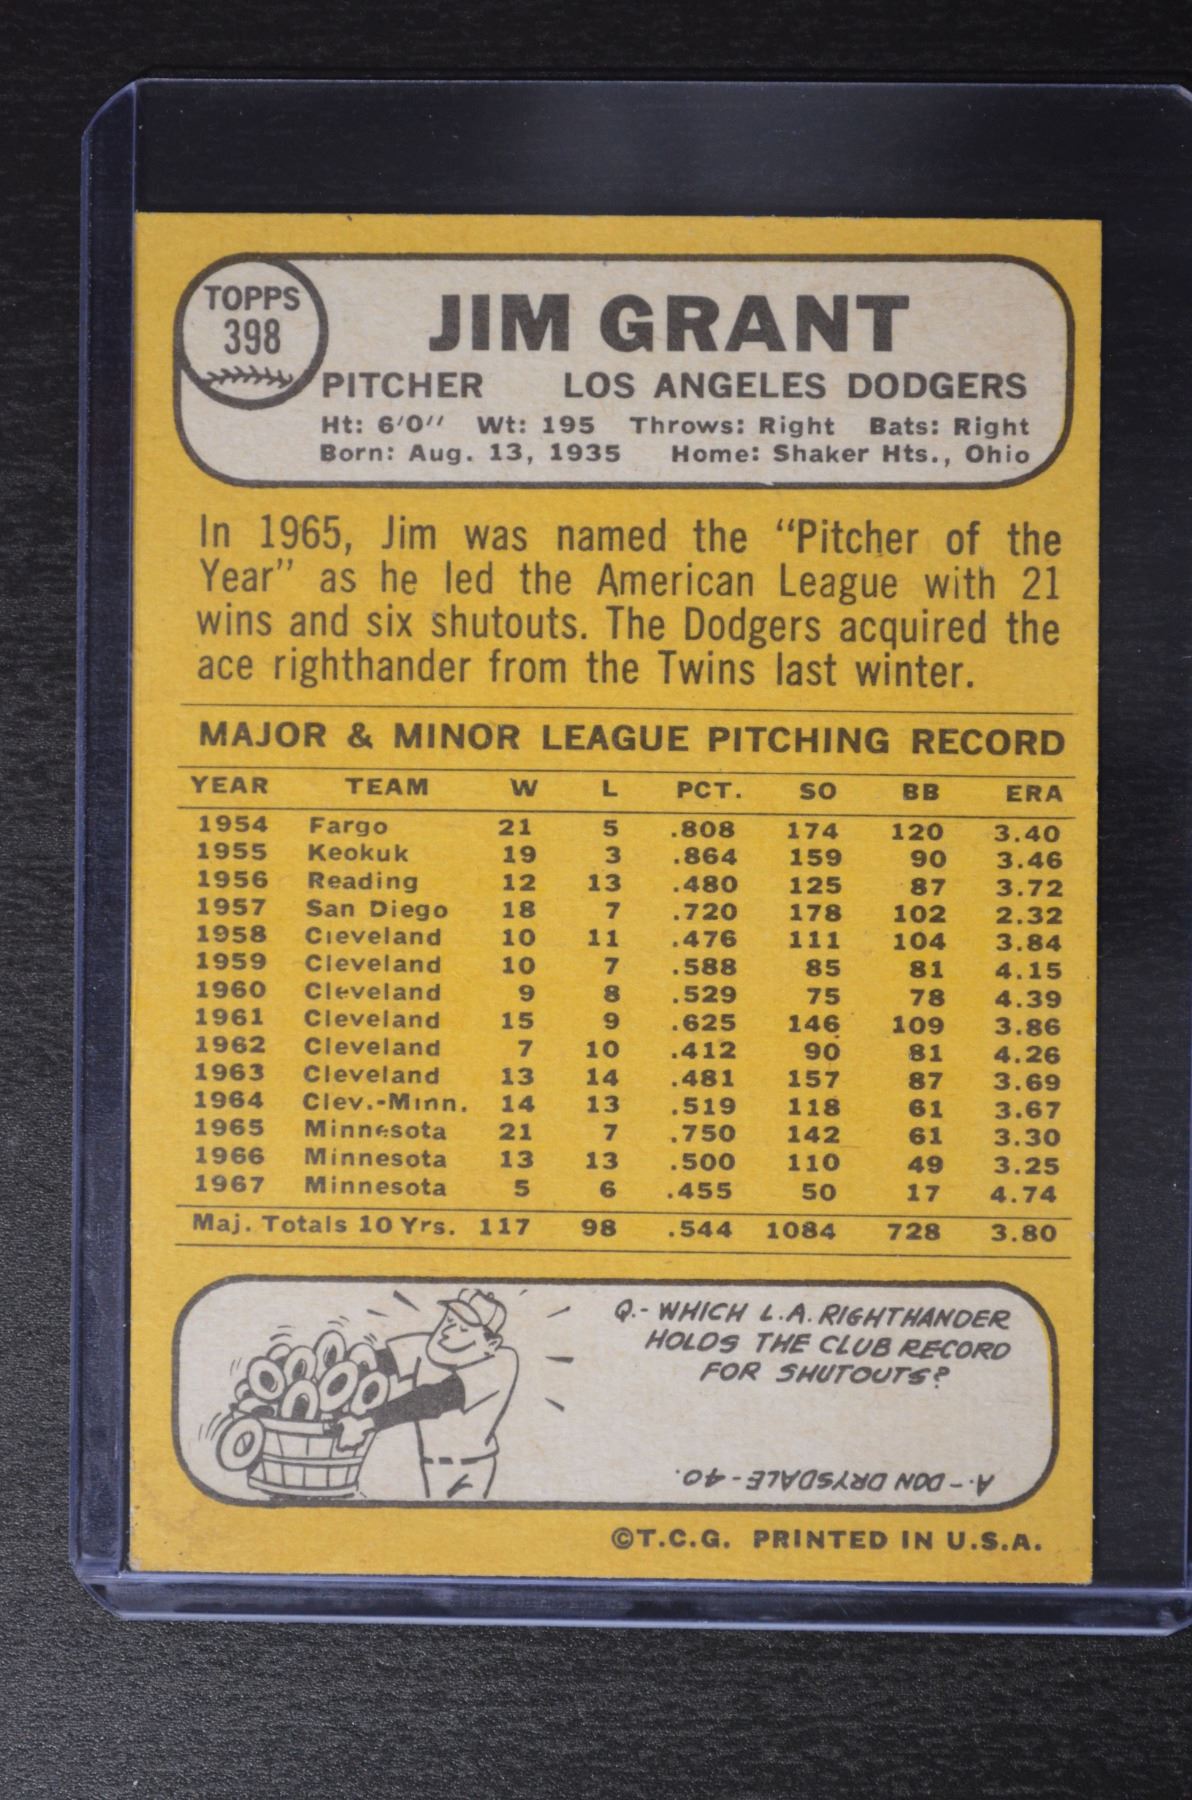 TOPPS
398
JIM GRANT
PITCHER LOS ANGELES DODGERS
Ht: 6'0'' Wt: 195 Throws: Right Bats: Right
Born: Aug. 13, 1935 Home: Shaker Hts., Ohio
In 1965, Jim was named the "Pitcher of the
Year" as he led the American League with 21
wins and six shutouts. The Dodgers acquired the
ace righthander from the Twins last winter.
MAJOR & MINOR LEAGUE PITCHING RECORD
YEAR TEAM W L PCT. SO BB ERA
1954 Fargo 21 5 .808 174 120 3.40
1955 Keokuk 19 3 .864 159 90 3.46
1956 Reading 12 13 .480 125 87 3.72
1957 San Diego 18 7 .720 178 102 2.32
1958 Cleveland 10 11 .476 111 104 3.84
1959 Cleveland 10 7 .588 85 81 4.15
1960 Cleveland 9 8 .529 75 78 4.39
1961 Cleveland 15 9 .625 146 109 3.86
1962 Cleveland 7 10 .412 90 81 4.26
1963 Cleveland 13 14 .481 157 87 3.69
1964 Clev.-Minn. 14 13 .519 118 61 3.67
1965 Minnesota 21 7 .750 142 61 3.30
1966 Minnesota 13 13 .500 110 49 3.25
1967 Minnesota 5 6 .455 50 17 4.74
Maj. Totals 10 Yrs. 117 98 .544 1084 728 3.80
Q.- WHICH L.A. RIGHTHANDER
HOLDS THE CLUB RECORD
FOR SHUTOUTS?
A.- DON DRYSDALE - 40.
©T.C.G. PRINTED IN U.S.A.